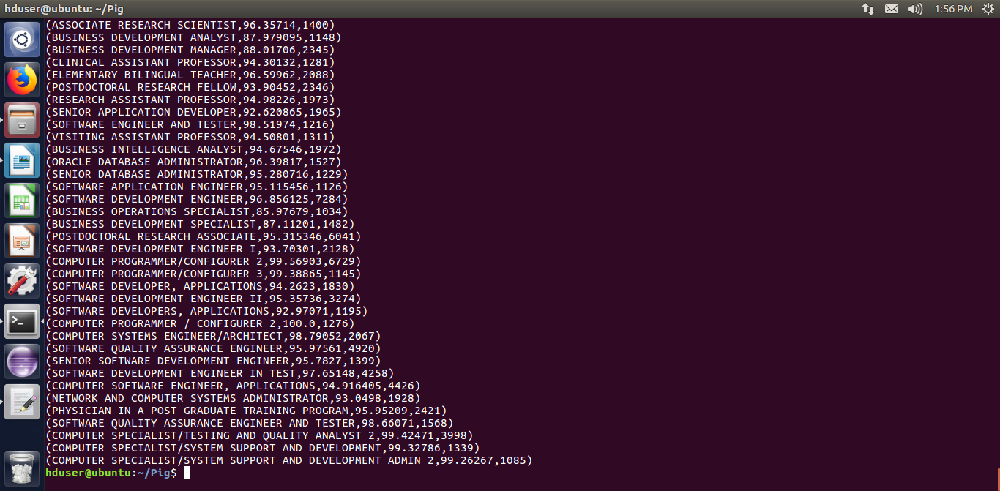 hduser@ubuntu: ~/Pig
1:56 PM
(ASSOCIATE RESEARCH SCIENTIST,96.35714,1400)
(BUSINESS DEVELOPMENT ANALYST,87.979095,1148)
(BUSINESS DEVELOPMENT MANAGER,88.01706,2345)
(CLINICAL ASSISTANT PROFESSOR,94.30132,1281)
(ELEMENTARY BILINGUAL TEACHER,96.59962,2088)
(POSTDOCTORAL RESEARCH FELLOW,93.90452,2346)
(RESEARCH ASSISTANT PROFESSOR,94.98226,1973)
(SENIOR APPLICATION DEVELOPER,92.620865,1965)
(SOFTWARE ENGINEER AND TESTER,98.51974,1216)
(VISITING ASSISTANT PROFESSOR,94.50801,1311)
(BUSINESS INTELLIGENCE ANALYST,94.67546,1972)
(ORACLE DATABASE ADMINISTRATOR,96.39817,1527)
(SENIOR DATABASE ADMINISTRATOR,95.280716,1229)
(SOFTWARE APPLICATION ENGINEER,95.115456,1126)
(SOFTWARE DEVELOPMENT ENGINEER,96.856125,7284)
(BUSINESS OPERATIONS SPECIALIST,85.97679,1034)
(BUSINESS DEVELOPMENT SPECIALIST,87.11201,1482)
(POSTDOCTORAL RESEARCH ASSOCIATE,95.315346,6041)
(SOFTWARE DEVELOPMENT ENGINEER I,93.70301,2128)
(COMPUTER PROGRAMMER/CONFIGURER 2,99.56903,6729)
(COMPUTER PROGRAMMER/CONFIGURER 3,99.38865,1145)
(SOFTWARE DEVELOPER, APPLICATIONS,94.2623,1830)
(SOFTWARE DEVELOPMENT ENGINEER II,95.35736,3274)
(SOFTWARE DEVELOPERS, APPLICATIONS,92.97071,1195)
(COMPUTER PROGRAMMER / CONFIGURER 2,100.0,1276)
(COMPUTER SYSTEMS ENGINEER/ARCHITECT,98.79052,2067)
(SOFTWARE QUALITY ASSURANCE ENGINEER,95.97561,4920)
(SENIOR SOFTWARE DEVELOPMENT ENGINEER,95.7827,1399)
(SOFTWARE DEVELOPMENT ENGINEER IN TEST,97.65148,4258)
(COMPUTER SOFTWARE ENGINEER, APPLICATIONS,94.916405,4426)
(NETWORK AND COMPUTER SYSTEMS ADMINISTRATOR,93.0498,1928)
(PHYSICIAN IN A POST GRADUATE TRAINING PROGRAM,95.95209,2421)
(SOFTWARE QUALITY ASSURANCE ENGINEER AND TESTER,98.66071,1568)
(COMPUTER SPECIALIST/TESTING AND QUALITY ANALYST 2,99.42471,3998)
(COMPUTER SPECIALIST/SYSTEM SUPPORT AND DEVELOPMENT,99.32786,1339)
(COMPUTER SPECIALIST/SYSTEM SUPPORT AND DEVELOPMENT ADMIN 2,99.26267,1085)
hduser@ubuntu:~/Pig$